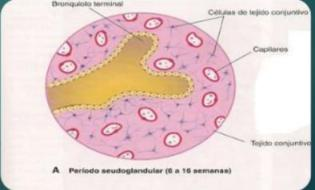 Bronquiolo terminal
Células de tejido conjuntivo
Capilares
Tejido conjuntivo
A Período seudoglandular (6 a 16 semanas)